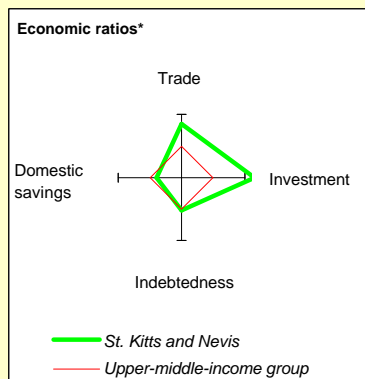 Economic ratios*
Trade
Domestic
savings
Investment
Indebtedness
St. Kitts and Nevis
Upper-middle-income group